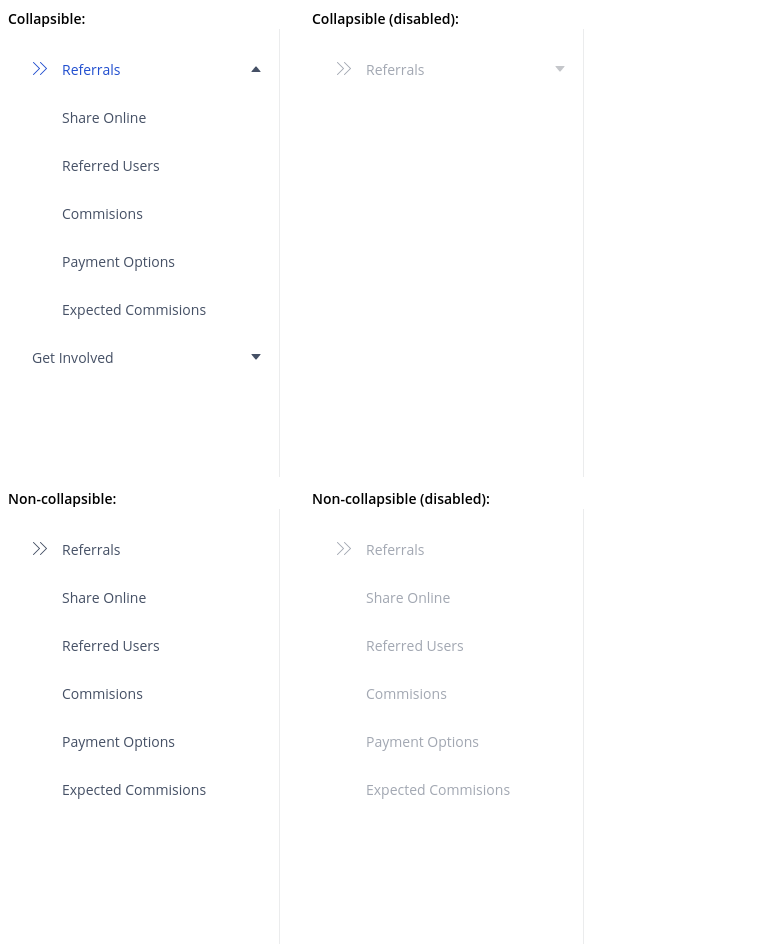 Collapsible:
Referrals
Share Online
Referred Users
Commisions
Payment Options
Expected Commisions
Get Involved
Collapsible (disabled):
Referrals
Non-collapsible:
Referrals
Share Online
Referred Users
Commisions
Payment Options
Expected Commisions
Non-collapsible (disabled):
Referrals
Share Online
Referred Users
Commisions
Payment Options
Expected Commisions